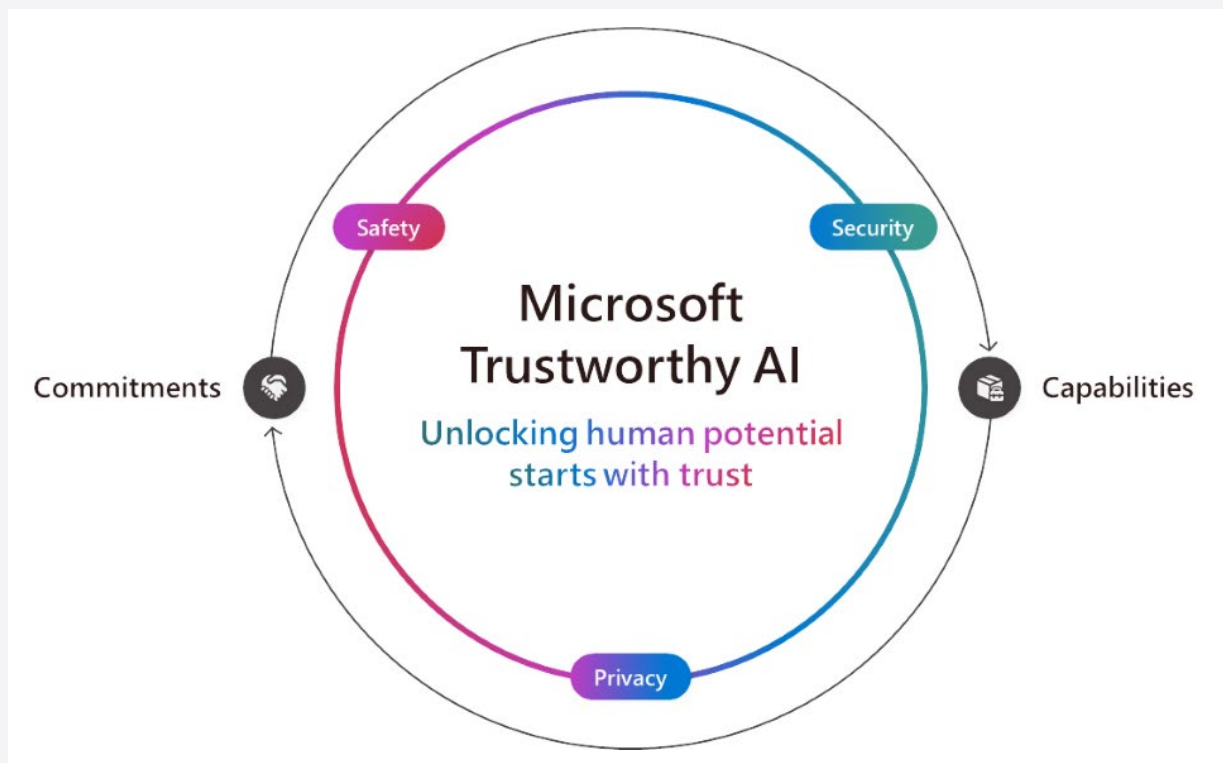 Safety
Security
Microsoft
Trustworthy AI
Commitments
Capabilities
Unlocking human potential
starts with trust
Privacy